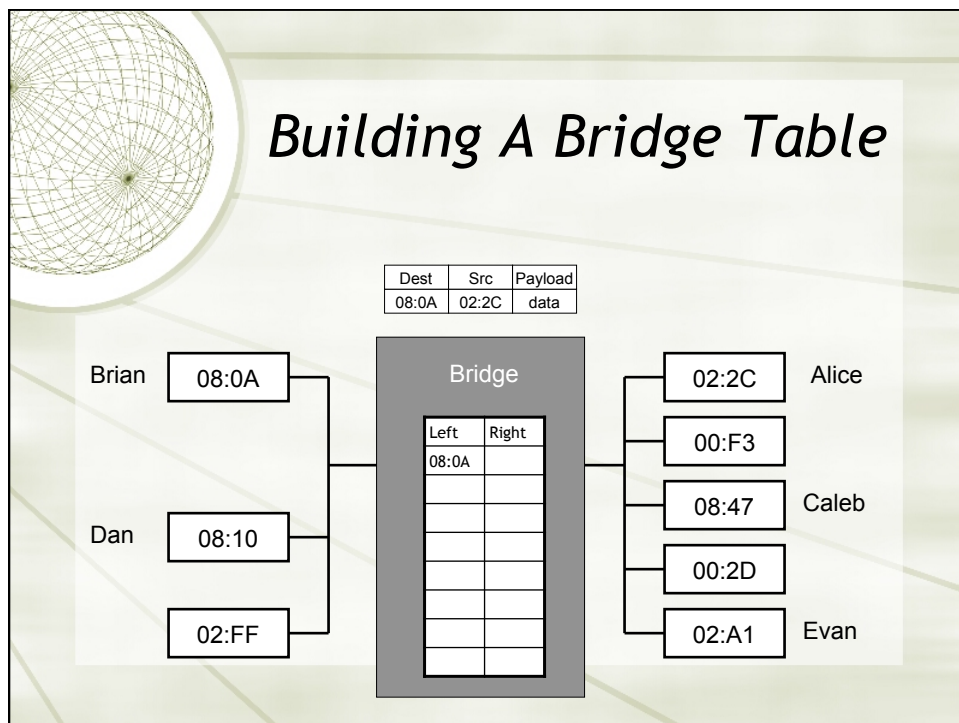 Building A Bridge Table
Dest Src Payload
08:0A 02:2C data
Brian 08:0A Bridge 02:2C Alice
Left Right
08:0A
00:F3
08:47 Caleb
Dan 08:10
00:2D
02:FF 02:A1 Evan